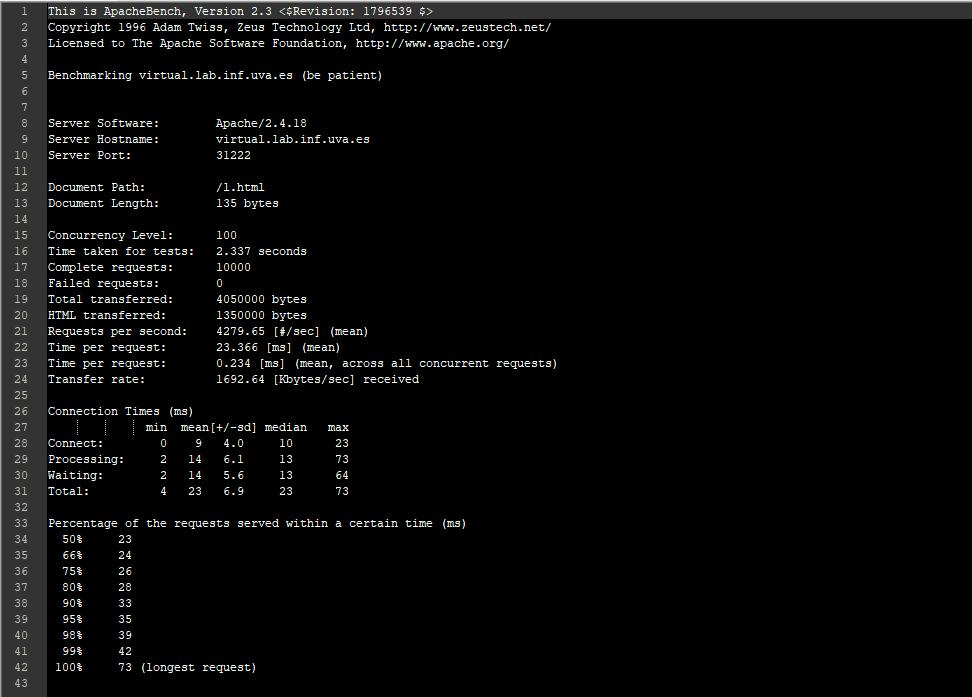 1 This is ApacheBench, Version 2.3 <$Revision: 1796539 $>
2 Copyright 1996 Adam Twiss, Zeus Technology Ltd, http://www.zeustech.net/
3 Licensed to The Apache Software Foundation, http://www.apache.org/
4
5 Benchmarking virtual.lab.inf.uva.es (be patient)
6
7
8 Server Software:        Apache/2.4.18
9 Server Hostname:        virtual.lab.inf.uva.es
10 Server Port:            31222
11
12 Document Path:          /1.html
13 Document Length:        135 bytes
14
15 Concurrency Level:      100
16 Time taken for tests:   2.337 seconds
17 Complete requests:      10000
18 Failed requests:        0
19 Total transferred:      4050000 bytes
20 HTML transferred:       1350000 bytes
21 Requests per second:    4279.65 [#/sec] (mean)
22 Time per request:       23.366 [ms] (mean)
23 Time per request:       0.234 [ms] (mean, across all concurrent requests)
24 Transfer rate:          1692.64 [Kbytes/sec] received
25
26 Connection Times (ms)
27               min  mean[+/-sd] median   max
28 Connect:        0    9   4.0     10      23
29 Processing:     2   14   6.1     13      73
30 Waiting:        2   14   5.6     13      64
31 Total:          4   23   6.9     23      73
32
33 Percentage of the requests served within a certain time (ms)
34   50%     23
35   66%     24
36   75%     26
37   80%     28
38   90%     33
39   95%     35
40   98%     39
41   99%     42
42  100%     73 (longest request)
43